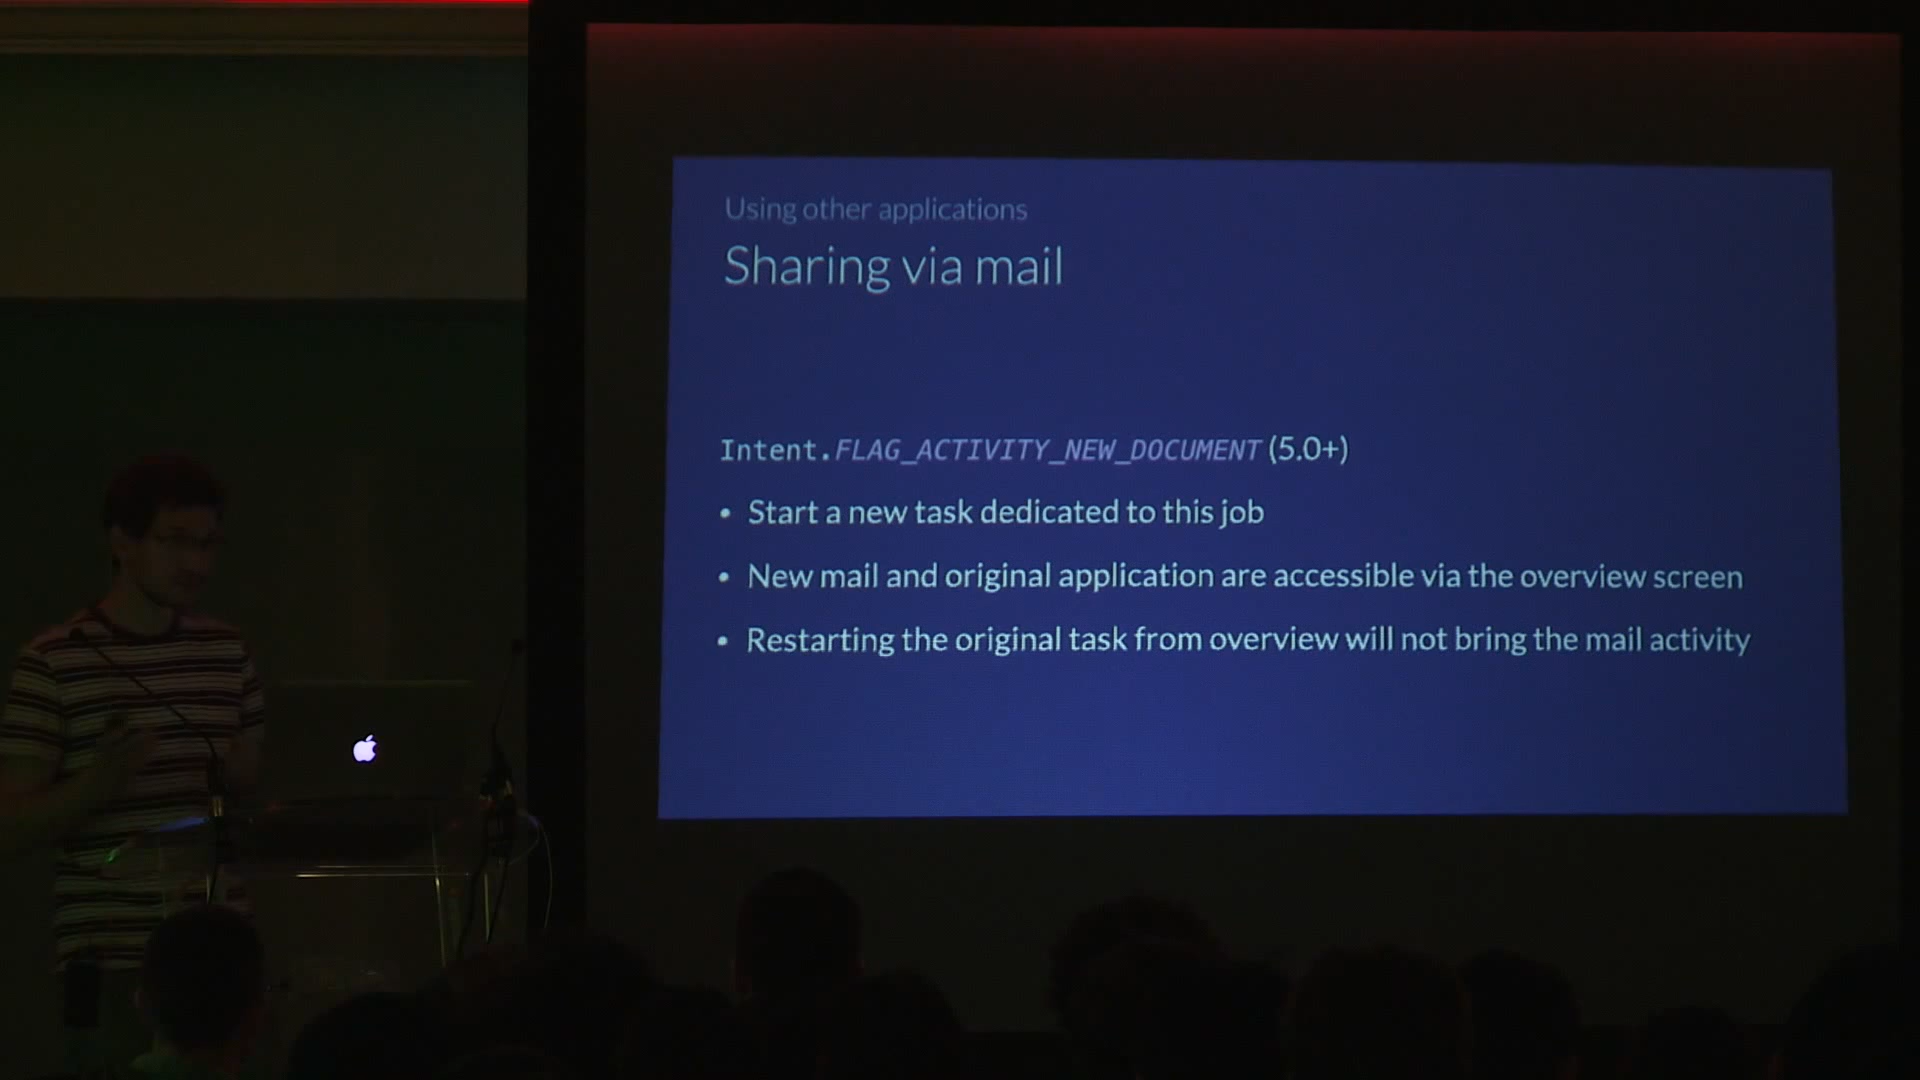 Using other applications
Sharing via mail
Intent.FLAG_ACTIVITY_NEW_DOCUMENT (5.0+)
• Start a new task dedicated to this job
• New mail and original application are accessible via the overview screen
• Restarting the original task from overview will not bring the mail activity